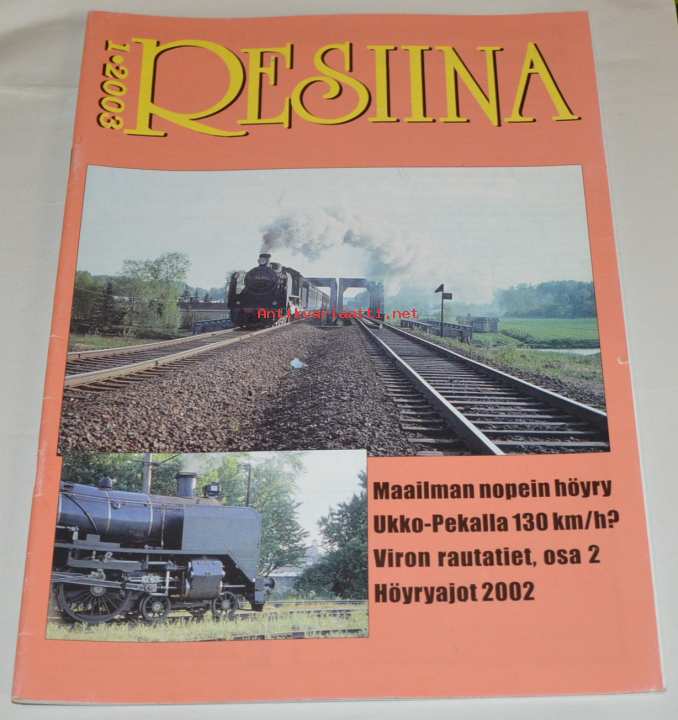 1•2003
RESIINA
Antikvariaatti.net
Maailman nopein höyry
Ukko-Pekalla 130 km/h?
Viron rautatiet, osa 2
Höyryajot 2002